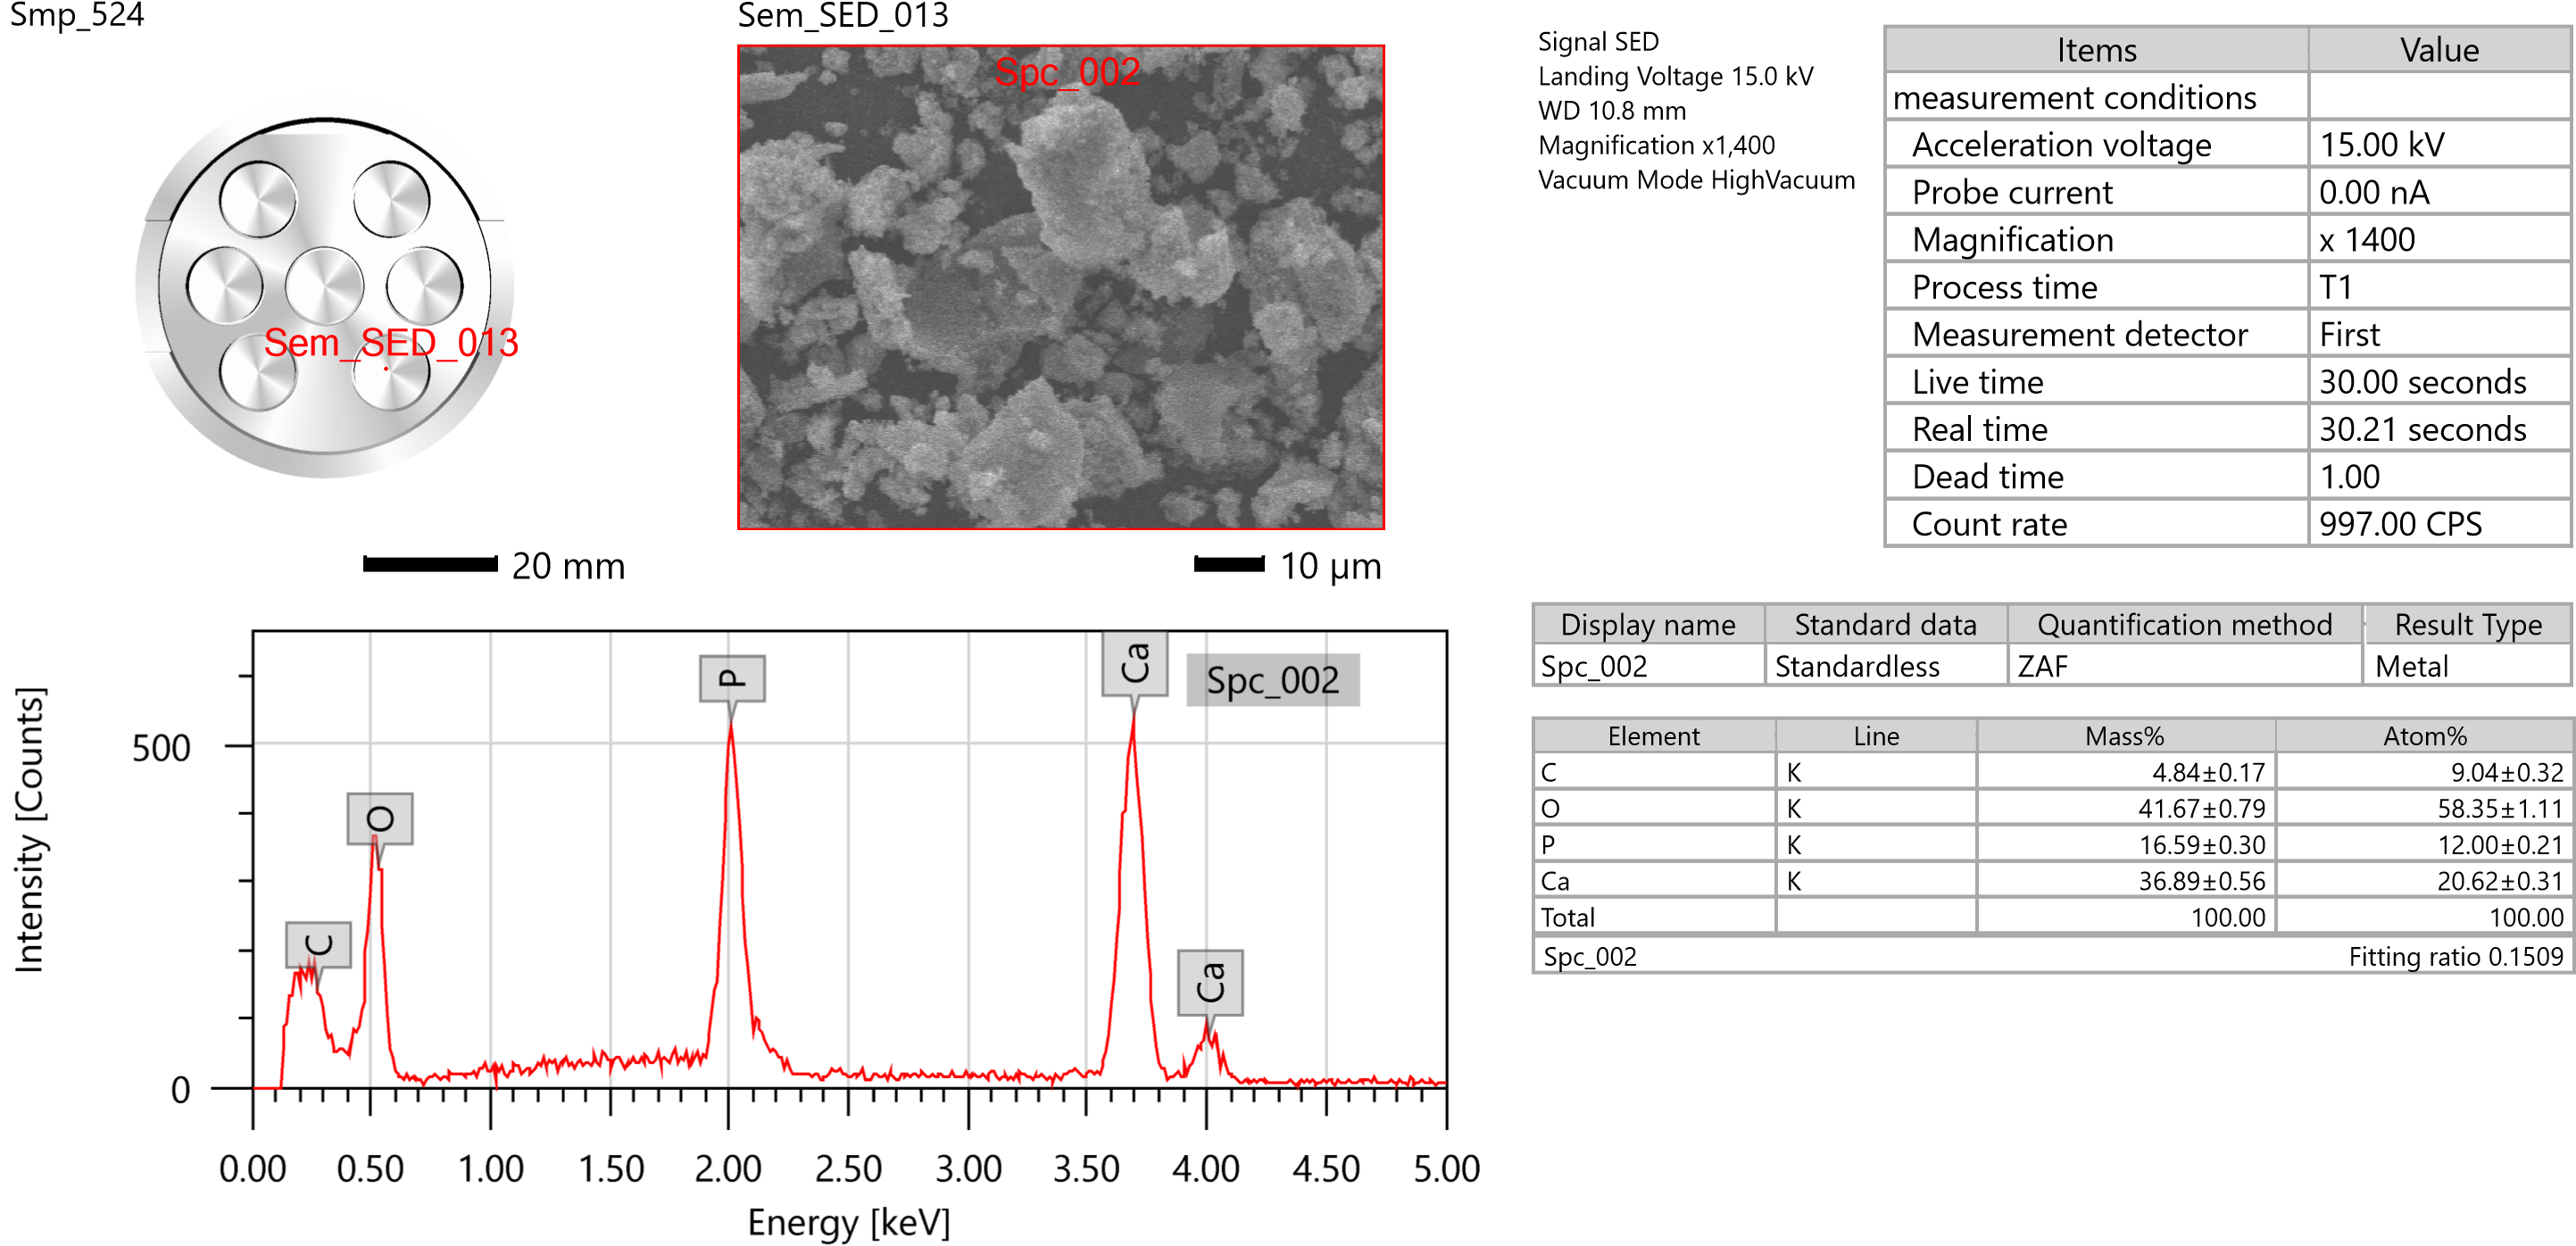 Smp_524
Sem_SED_013
Sem_SED_013
20 mm
Spc_002
10 µm
Signal SED
Landing Voltage 15.0 kV
WD 10.8 mm
Magnification x1,400
Vacuum Mode HighVacuum
Items Value
measurement conditions
Acceleration voltage 15.00 kV
Probe current 0.00 nA
Magnification x 1400
Process time T1
Measurement detector First
Live time 30.00 seconds
Real time 30.21 seconds
Dead time 1.00
Count rate 997.00 CPS
Intensity [Counts]
500
0
C
O
P
Ca
Ca
Spc_002
0.00 0.50 1.00 1.50 2.00 2.50 3.00 3.50 4.00 4.50 5.00
Energy [keV]
Display name Standard data Quantification method Result Type
Spc_002 Standardless ZAF Metal
Element Line Mass% Atom%
C K 4.84±0.17 9.04±0.32
O K 41.67±0.79 58.35±1.11
P K 16.59±0.30 12.00±0.21
Ca K 36.89±0.56 20.62±0.31
Total 100.00 100.00
Spc_002 Fitting ratio 0.1509